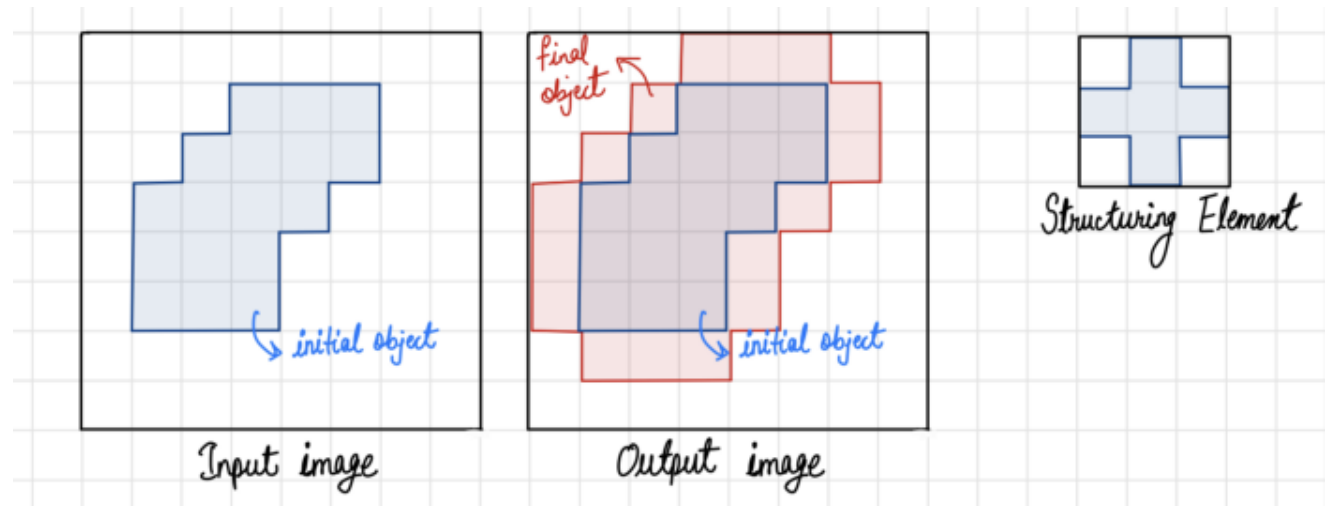 final
object
initial object
initial object
Input image
Output image
Structuring Element